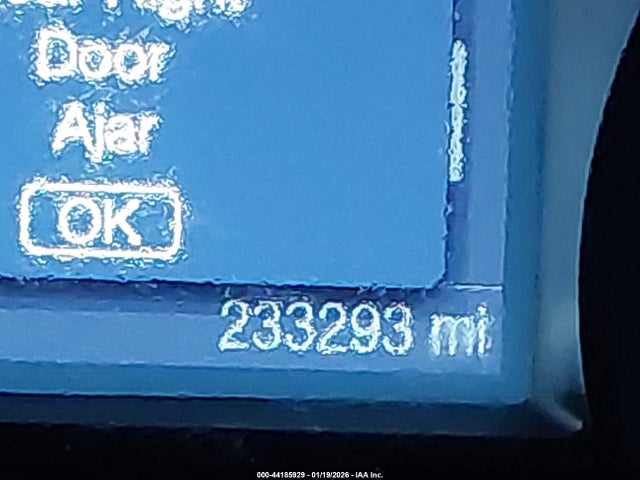 Door
Ajar
OK
233293 mi
000-44185929 - 01/19/2026 - IAA Inc.